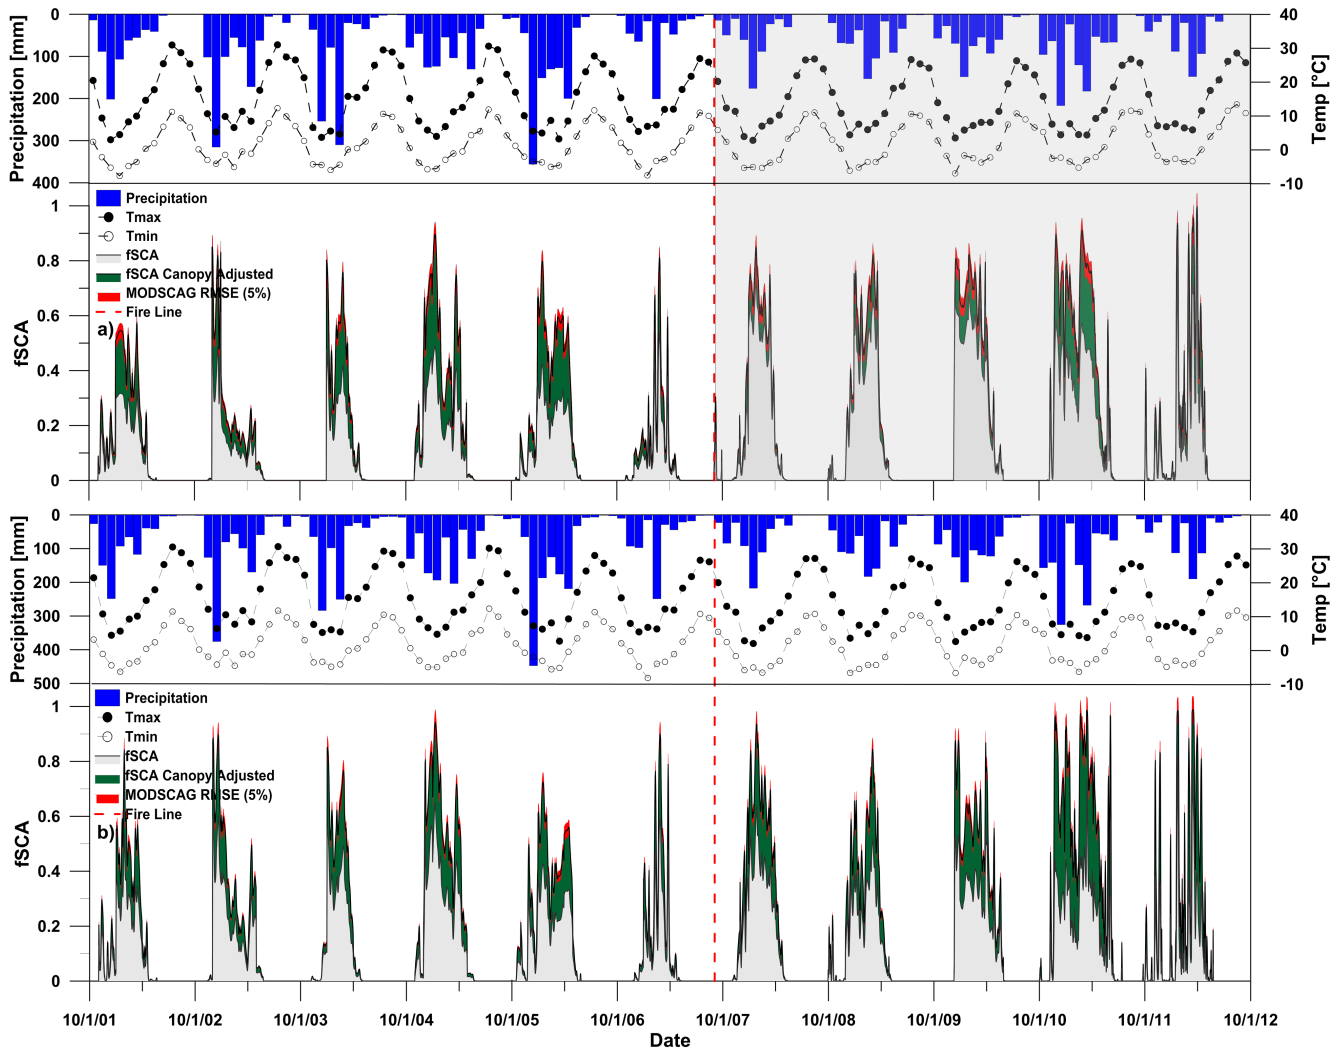 0
100
200
300
400
Precipitation [mm]
40
30
20
10
0
-10
Temp [°C]
Precipitation
Tmax
Tmin
fSCA
fSCA Canopy Adjusted
MODSCAG RMSE (5%)
Fire Line
a)
1
0.8
0.6
0.4
0.2
0
fSCA
0
100
200
300
400
500
Precipitation [mm]
40
30
20
10
0
-10
Temp [°C]
Precipitation
Tmax
Tmin
fSCA
fSCA Canopy Adjusted
MODSCAG RMSE (5%)
Fire Line
b)
1
0.8
0.6
0.4
0.2
0
fSCA
10/1/01 10/1/02 10/1/03 10/1/04 10/1/05 10/1/06 10/1/07 10/1/08 10/1/09 10/1/10 10/1/11 10/1/12
Date